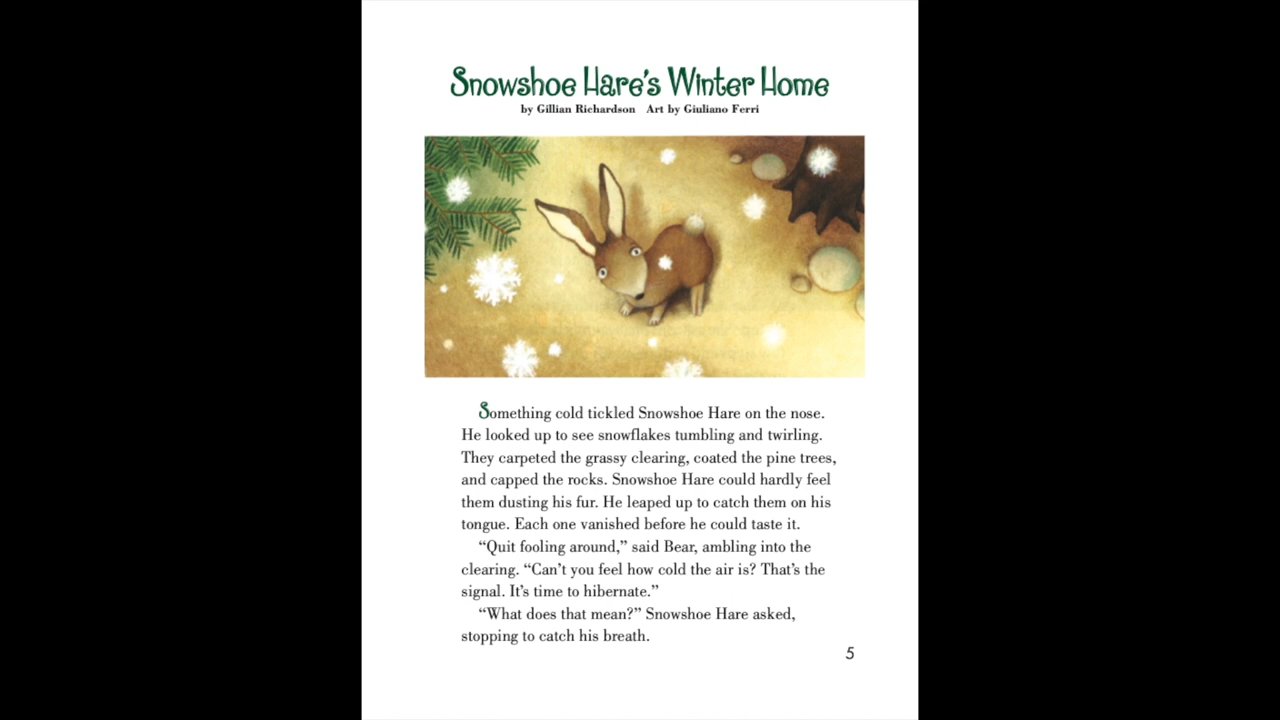 Snowshoe Hare's Winter Home
by Gillian Richardson Art by Giuliano Ferri
Something cold tickled Snowshoe Hare on the nose.
He looked up to see snowflakes tumbling and twirling.
They carpeted the grassy clearing, coated the pine trees,
and capped the rocks. Snowshoe Hare could hardly feel
them dusting his fur. He leaped up to catch them on his
tongue. Each one vanished before he could taste it.
“Quit fooling around,” said Bear, ambling into the
clearing. “Can’t you feel how cold the air is? That’s the
signal. It’s time to hibernate.”
“What does that mean?” Snowshoe Hare asked,
stopping to catch his breath.
5